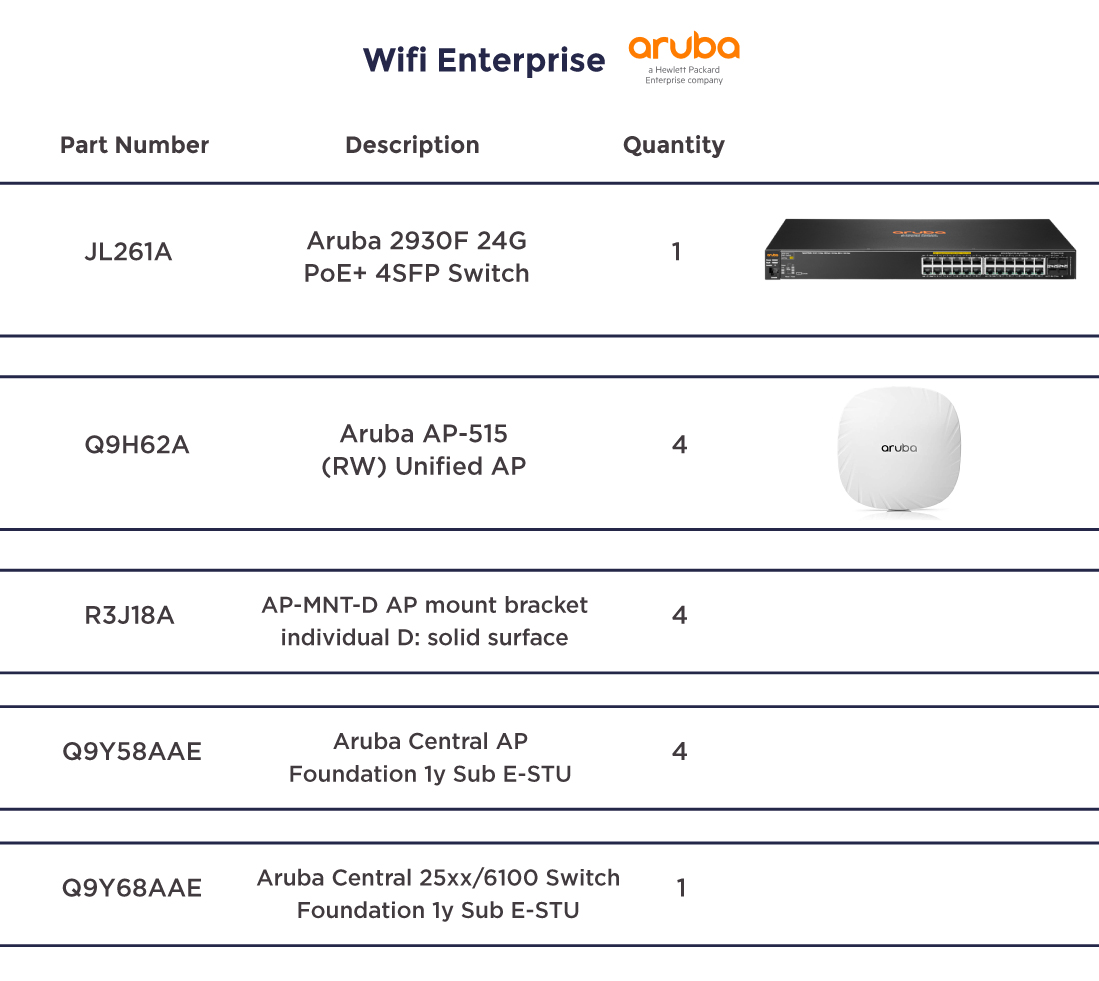 Wifi Enterprise
aruba
a Hewlett Packard
Enterprise company
Part Number Description Quantity
JL261A
Aruba 2930F 24G
PoE+ 4SFP Switch
1
aruba
Q9H62A
Aruba AP-515
(RW) Unified AP
4
aruba
R3J18A
AP-MNT-D AP mount bracket
individual D: solid surface
4
Q9Y58AAE
Aruba Central AP
Foundation 1y Sub E-STU
4
Q9Y68AAE
Aruba Central 25xx/6100 Switch
Foundation 1y Sub E-STU
1